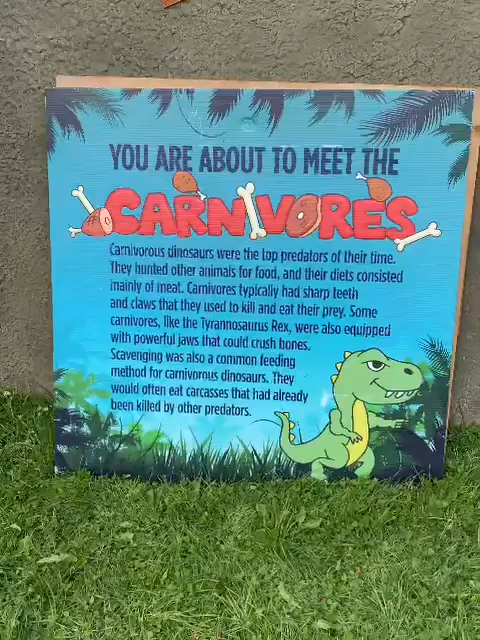 YOU ARE ABOUT TO MEET THE
CARNIVORES
Carnivorous dinosaurs were the top predators of their time.
They hunted other animals for food, and their diets consisted
mainly of meat. Carnivores typically had sharp teeth
and claws that they used to kill and eat their prey. Some
carnivores, like the Tyrannosaurus Rex, were also equipped
with powerful jaws that could crush bones.
Scavenging was also a common feeding
method for carnivorous dinosaurs. They
would often eat carcasses that had already
been killed by other predators.